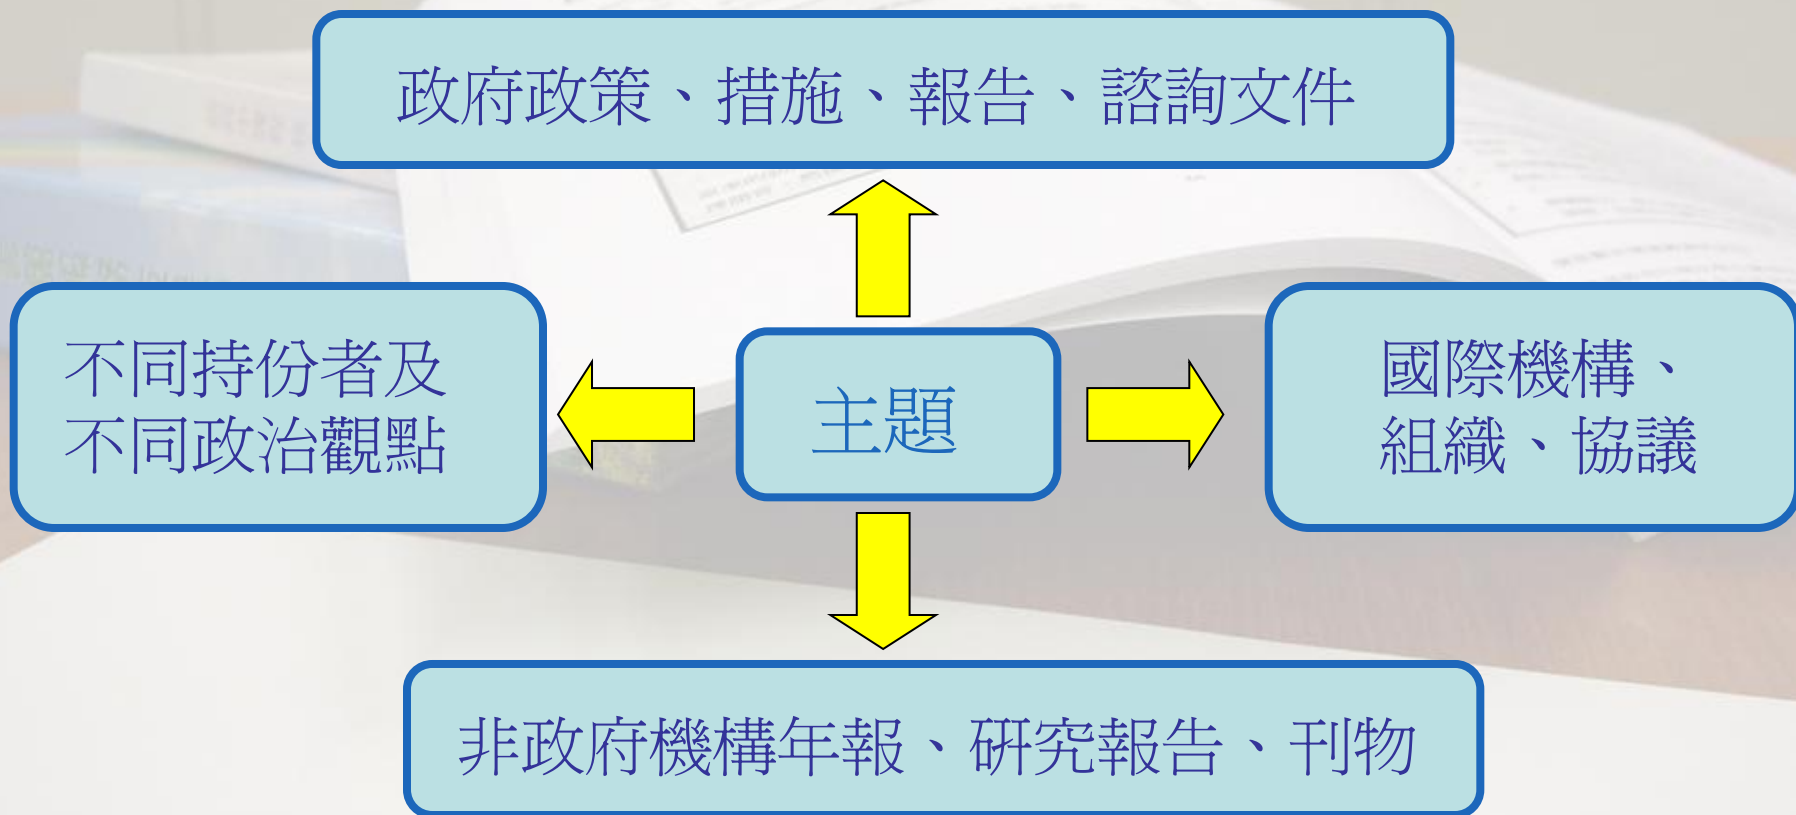 政府政策、措施、報告、諮詢文件
不同持份者及
不同政治觀點
主題
國際機構、
組織、協議
非政府機構年報、研究報告、刊物